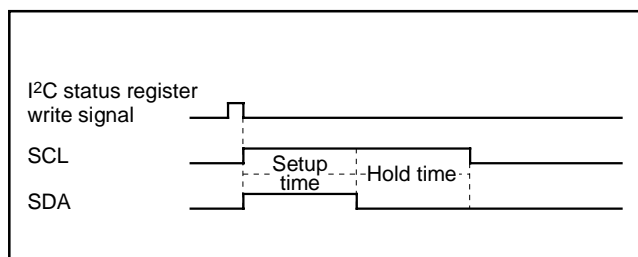 I²C status register
write signal
SCL
Setup
time
Hold time
SDA